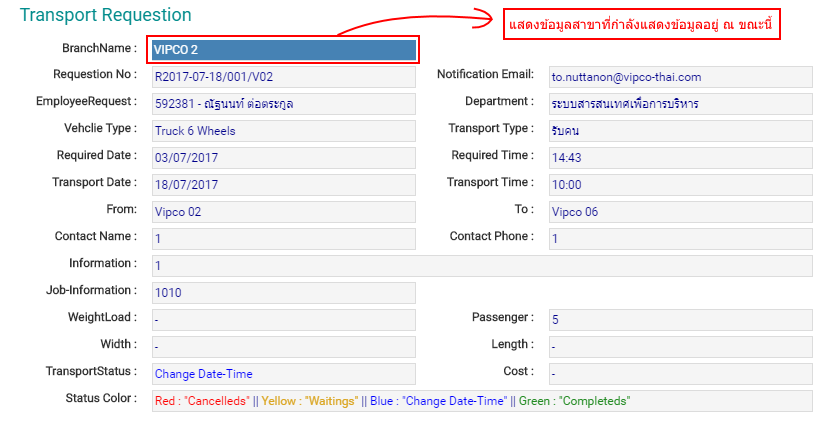 Transport Requestion
แสดงข้อมูลสาขาที่กำลังแสดงข้อมูลอยู่ ณ ขณะนี้
BranchName : VIPCO 2
Requestion No : R2017-07-18/001/V02 Notification Email: to.nuttanon@vipco-thai.com
EmployeeRequest : 592381 - ณัฐนนท์ ต่อตระกูล Department : ระบบสารสนเทศเพื่อการบริหาร
Vehclie Type : Truck 6 Wheels Transport Type : รับคน
Required Date : 03/07/2017 Required Time : 14:43
Transport Date : 18/07/2017 Transport Time : 10:00
From: Vipco 02 To : Vipco 06
Contact Name : 1 Contact Phone : 1
Information : 1
Job-Information : 1010
WeightLoad : - Passenger : 5
Width : - Length : -
TransportStatus : Change Date-Time Cost : -
Status Color : Red : "Cancelleds" || Yellow : "Waitings" || Blue : "Change Date-Time" || Green : "Completeds"